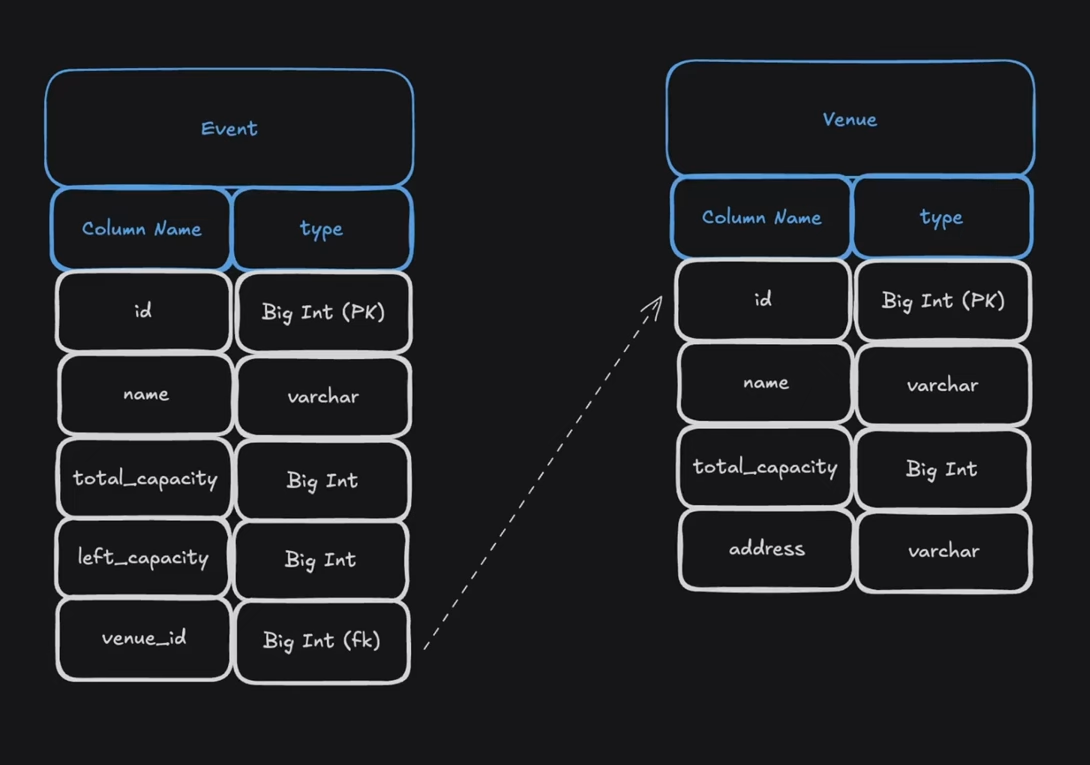 Event
Column Name type
id Big Int (PK)
name varchar
total_capacity Big Int
left_capacity Big Int
venue_id Big Int (fk)
Venue
Column Name type
id Big Int (PK)
name varchar
total_capacity Big Int
address varchar